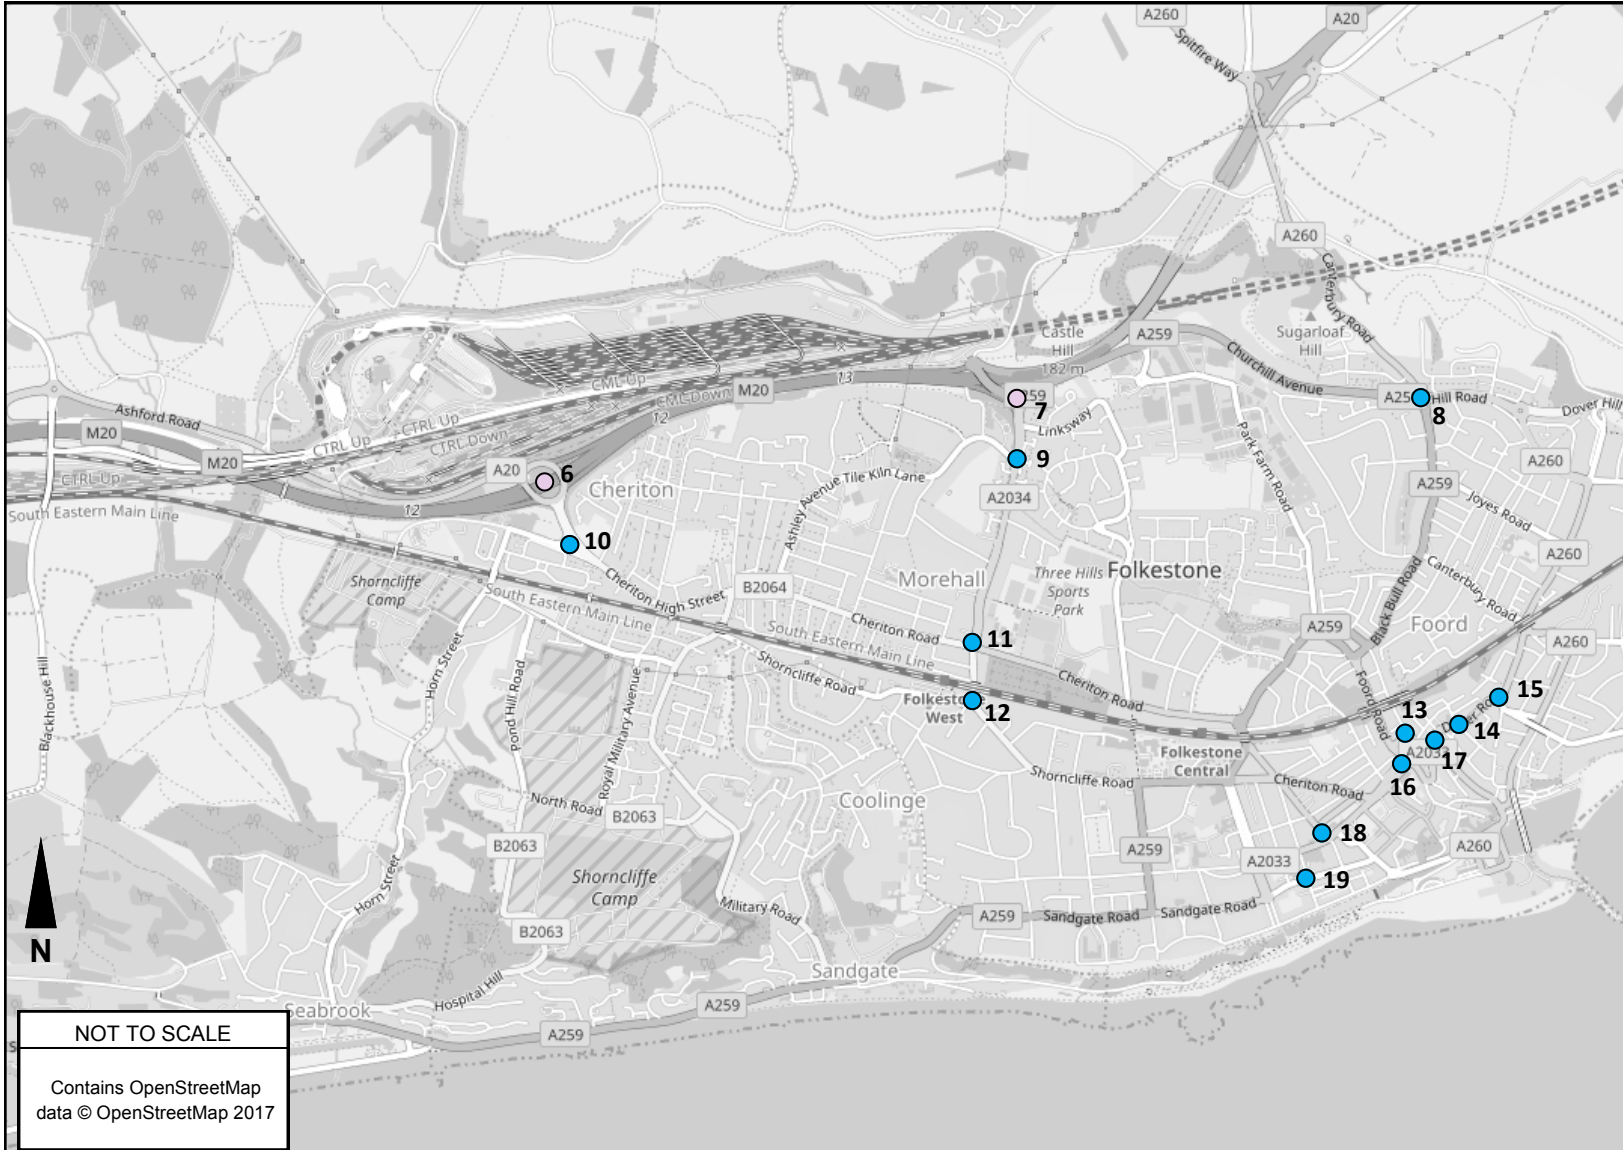 A260
A20
Spitfire Way
A260
Canterbury Road
Castle
Hill
182 m
A259
Sugarloaf
Hill
Churchill Avenue
CML Up
CML Down
M20
13
7
Linksway
8
Hill Road
Dover Hill
Ashford Road
M20
CTRL Up
CTRL Up
CTRL Down
12
M20
CTRL Up
A20
6
Cheriton
9
Tile Kiln Lane
Ashley Avenue
A2034
Park Farm Road
A260
A259
Joyes Road
South Eastern Main Line
12
10
A260
Shorncliffe
Camp
Cheriton High Street
South Eastern Main Line
B2064
Morehall
Three Hills
Sports
Park
Folkestone
Canterbury Road
Black Bull Road
Foord
A259
A260
Cheriton Road
South Eastern Main Line
11
Cheriton Road
Shorncliffe Road
Folkestone
West
12
Horn Street
Pond Hill Road
Royal Military Avenue
Blackhouse Hill
Foord Road
13
15
14
17
A2033
16
Folkestone
Central
Shorncliffe Road
Cheriton Road
North Road
B2063
Coolinge
18
B2063
A259
A2033
A260
19
Shorncliffe
Camp
Horn Street
Military Road
A259
Sandgate Road
Sandgate Road
N
B2063
Sandgate
Hospital Hill
Seabrook
A259
A259
NOT TO SCALE
Contains OpenStreetMap
data © OpenStreetMap 2017